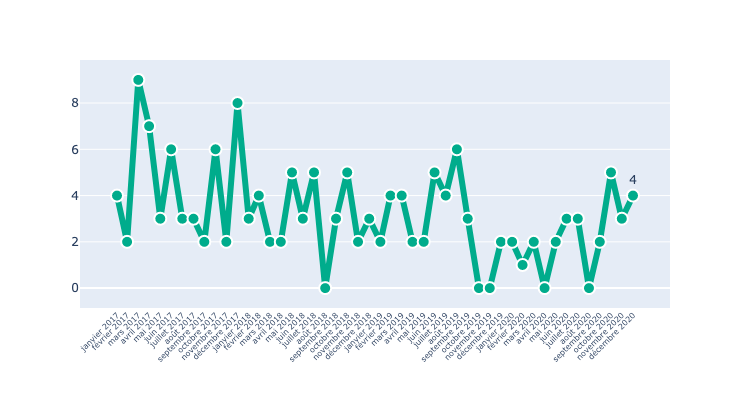 8
6
4
2
0
4
janvier 2017
février 2017
mars 2017
avril 2017
mai 2017
juin 2017
juillet 2017
août 2017
septembre 2017
octobre 2017
novembre 2017
décembre 2017
janvier 2018
février 2018
mars 2018
avril 2018
mai 2018
juin 2018
juillet 2018
août 2018
septembre 2018
octobre 2018
novembre 2018
décembre 2018
janvier 2019
février 2019
mars 2019
avril 2019
mai 2019
juin 2019
juillet 2019
août 2019
septembre 2019
octobre 2019
novembre 2019
décembre 2019
janvier 2020
février 2020
mars 2020
avril 2020
mai 2020
juin 2020
juillet 2020
août 2020
septembre 2020
octobre 2020
novembre 2020
décembre 2020